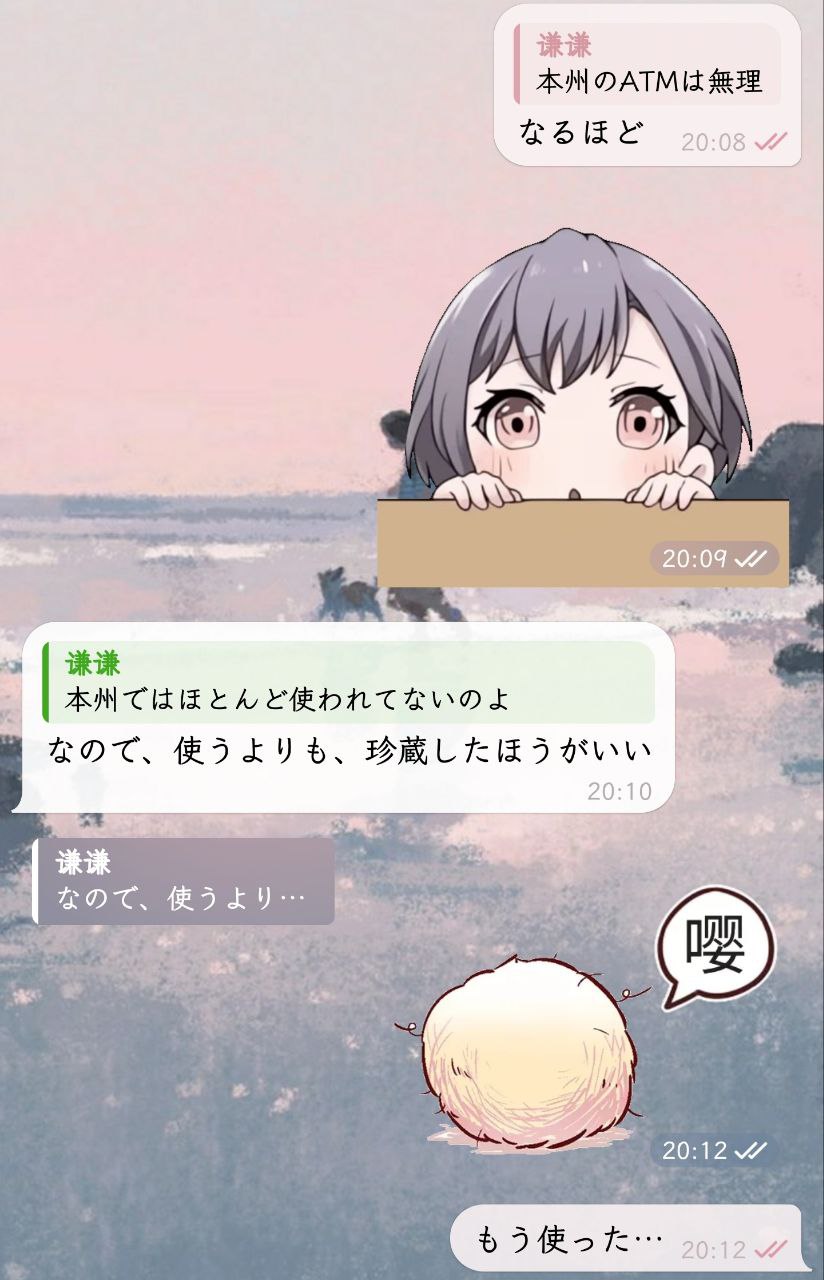 谦谦
本州のATMは無理
なるほど
20:08
20:09
谦谦
本州ではほとんど使われてないのよ
なので、使うよりも、珍蔵したほうがいい
20:10
谦谦
なので、使うより…
嘤
20:12
もう使った…
20:12